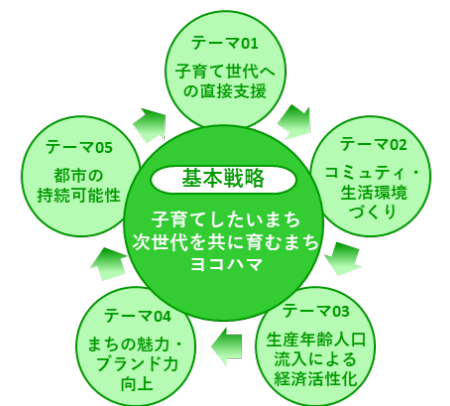 テーマ01
子育て世代へ
の直接支援
テーマ02
コミュティ・
生活環境
づくり
テーマ03
生産年齢人口
流入による
経済活性化
テーマ04
まちの魅力・
ブランド力
向上
テーマ05
都市の
持続可能性
基本戦略
子育てしたいまち
次世代を共に育むまち
ヨコハマ